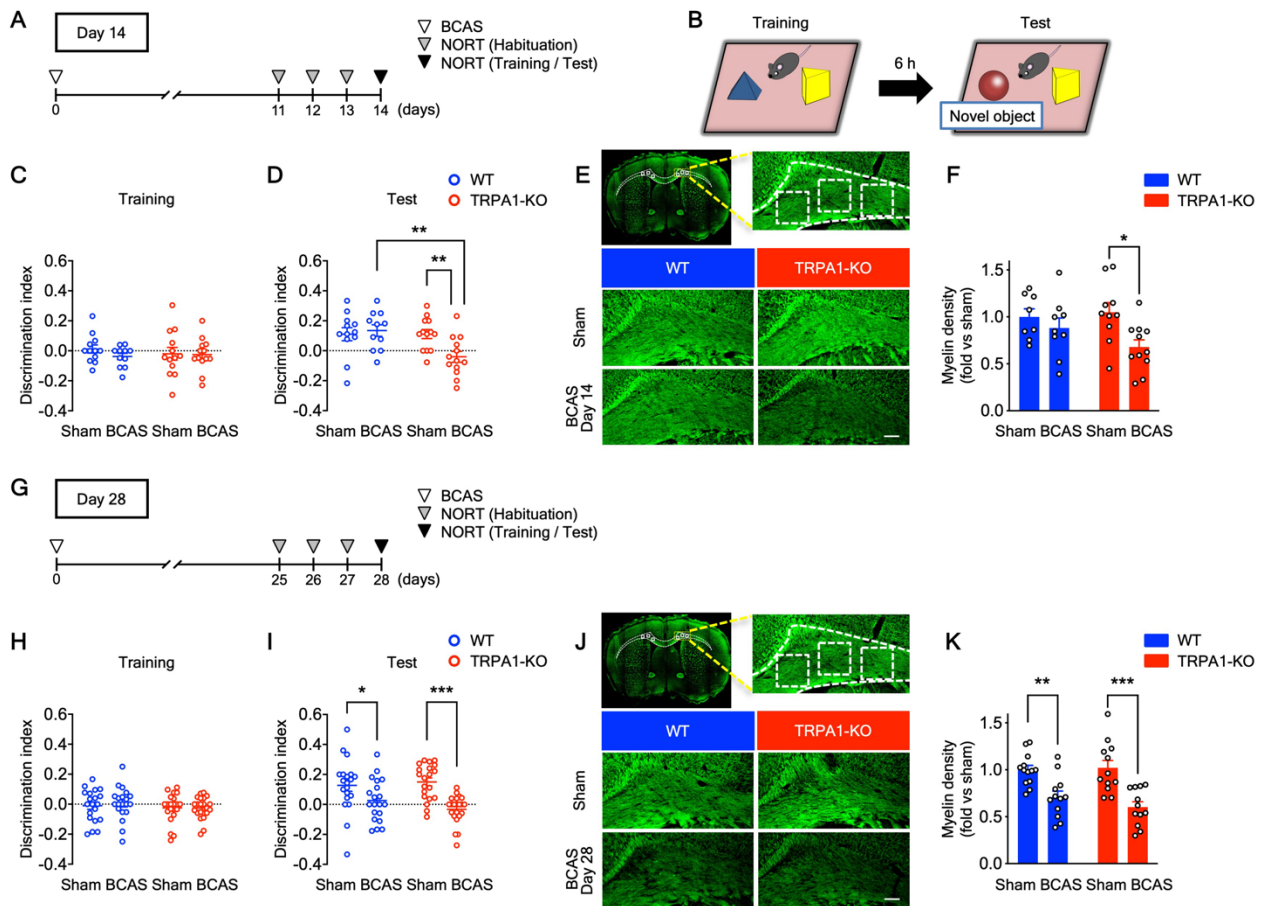 A
Day 14
BCAS
NORT (Habituation)
NORT (Training / Test)
0 11 12 13 14 (days)
B
Training
Test
6 h
Novel object
C
Training
Discrimination index
0.6
0.4
0.2
0.0
-0.2
-0.4
Sham BCAS Sham BCAS
D
Test
WT
TRPA1-KO
**
**
Discrimination index
0.6
0.4
0.2
0.0
-0.2
-0.4
Sham BCAS Sham BCAS
E
WT TRPA1-KO
Sham
BCAS
Day 14
F
WT
TRPA1-KO
*
Myelin density
(fold vs sham)
1.5
1.0
0.5
0.0
Sham BCAS Sham BCAS
G
Day 28
BCAS
NORT (Habituation)
NORT (Training / Test)
0 25 26 27 28 (days)
H
Training
Discrimination index
0.6
0.4
0.2
0.0
-0.2
-0.4
Sham BCAS Sham BCAS
I
Test
WT
TRPA1-KO
* ***
Discrimination index
0.6
0.4
0.2
0.0
-0.2
-0.4
Sham BCAS Sham BCAS
J
WT TRPA1-KO
Sham
BCAS
Day 28
K
WT
TRPA1-KO
** ***
Myelin density
(fold vs sham)
1.5
1.0
0.5
0.0
Sham BCAS Sham BCAS